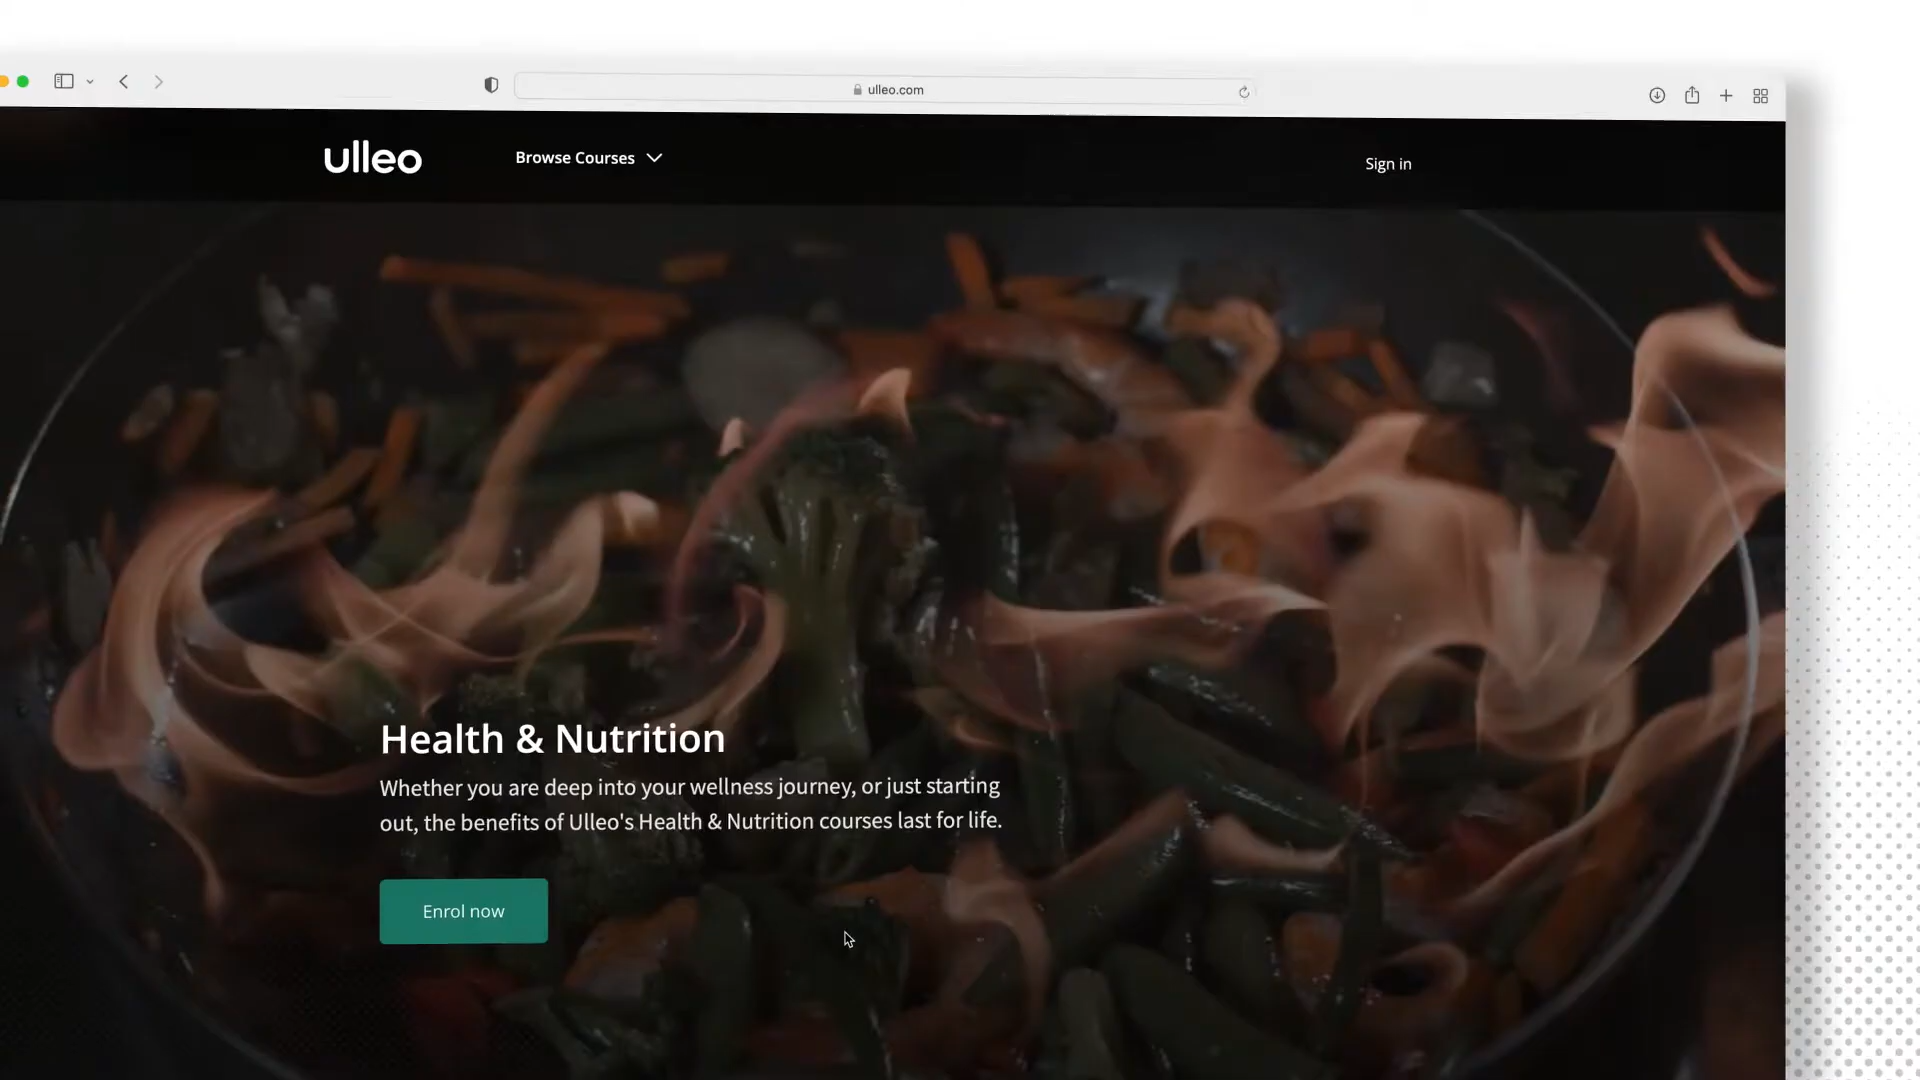 ulleo.com
ulleo
Browse Courses
Sign in
Health & Nutrition
Whether you are deep into your wellness journey, or just starting
out, the benefits of Ulleo's Health & Nutrition courses last for life.
Enrol now